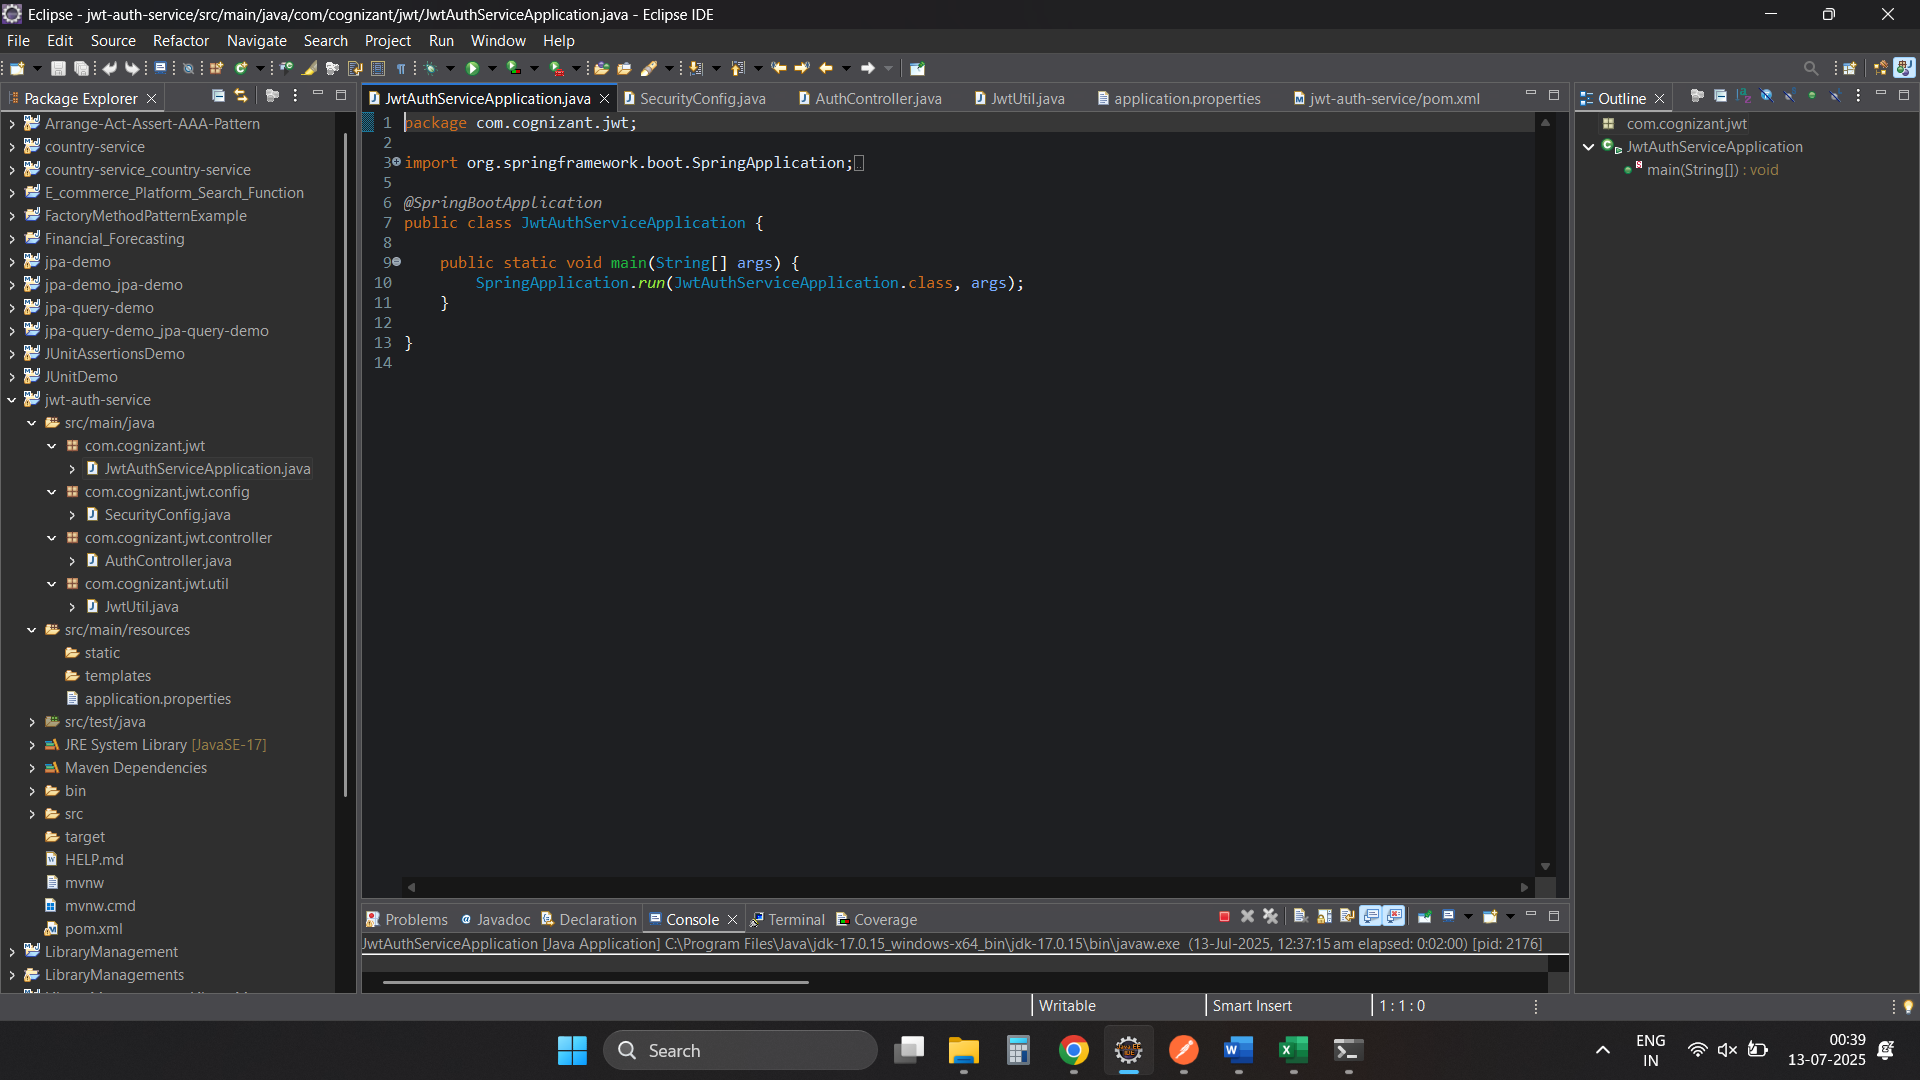 Eclipse - jwt-auth-service/src/main/java/com/cognizant/jwt/JwtAuthServiceApplication.java - Eclipse IDE
File Edit Source Refactor Navigate Search Project Run Window Help
Package Explorer
Arrange-Act-Assert-AAA-Pattern
country-service
country-service_country-service
E_commerce_Platform_Search_Function
FactoryMethodPatternExample
Financial_Forecasting
jpa-demo
jpa-demo_jpa-demo
jpa-query-demo
jpa-query-demo_jpa-query-demo
JUnitAssertionsDemo
JUnitDemo
jwt-auth-service
src/main/java
com.cognizant.jwt
JwtAuthServiceApplication.java
com.cognizant.jwt.config
SecurityConfig.java
com.cognizant.jwt.controller
AuthController.java
com.cognizant.jwt.util
JwtUtil.java
src/main/resources
static
templates
application.properties
src/test/java
JRE System Library [JavaSE-17]
Maven Dependencies
bin
src
target
HELP.md
mvnw
mvnw.cmd
pom.xml
LibraryManagement
LibraryManagements
JwtAuthServiceApplication.java SecurityConfig.java AuthController.java JwtUtil.java application.properties jwt-auth-service/pom.xml
1 package com.cognizant.jwt;
2
3 import org.springframework.boot.SpringApplication;
5
6 @SpringBootApplication
7 public class JwtAuthServiceApplication {
8
9 public static void main(String[] args) {
10 SpringApplication.run(JwtAuthServiceApplication.class, args);
11 }
12
13 }
14
Outline
com.cognizant.jwt
JwtAuthServiceApplication
main(String[]) : void
Problems Javadoc Declaration Console Terminal Coverage
JwtAuthServiceApplication [Java Application] C:\Program Files\Java\jdk-17.0.15_windows-x64_bin\jdk-17.0.15\bin\javaw.exe (13-Jul-2025, 12:37:15 am elapsed: 0:02:00) [pid: 2176]
Writable Smart Insert 1 : 1 : 0
Search
ENG
IN
00:39
13-07-2025